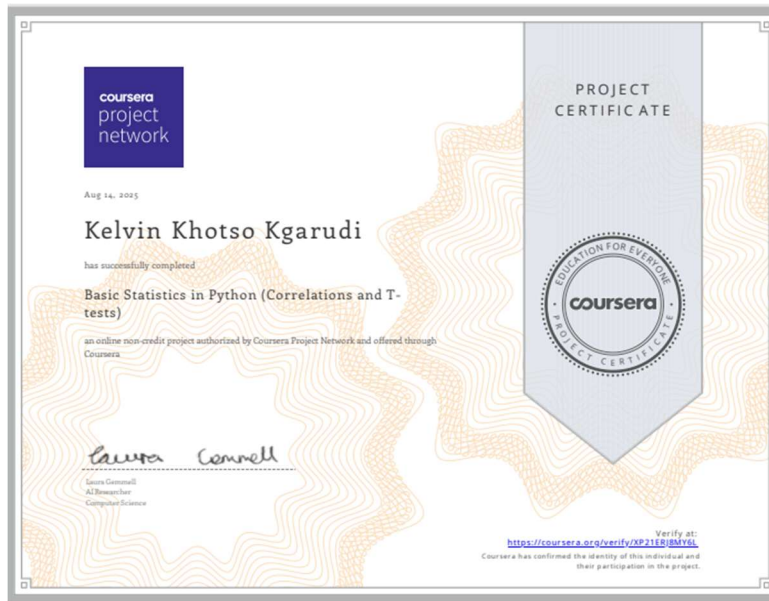 coursera
project
network
PROJECT
CERTIFICATE
Aug 14, 2025
Kelvin Khotso Kgarudi
has successfully completed
Basic Statistics in Python (Correlations and T-
tests)
an online non-credit project authorized by Coursera Project Network and offered through
Coursera
EDUCATION FOR EVERYONE
coursera
PROJECT CERTIFICATE
Laura Gemmell
Laura Gemmell
AI Researcher
Computer Science
Verify at:
https://coursera.org/verify/XP21ERJ8MY6L
Coursera has confirmed the identity of this individual and
their participation in the project.